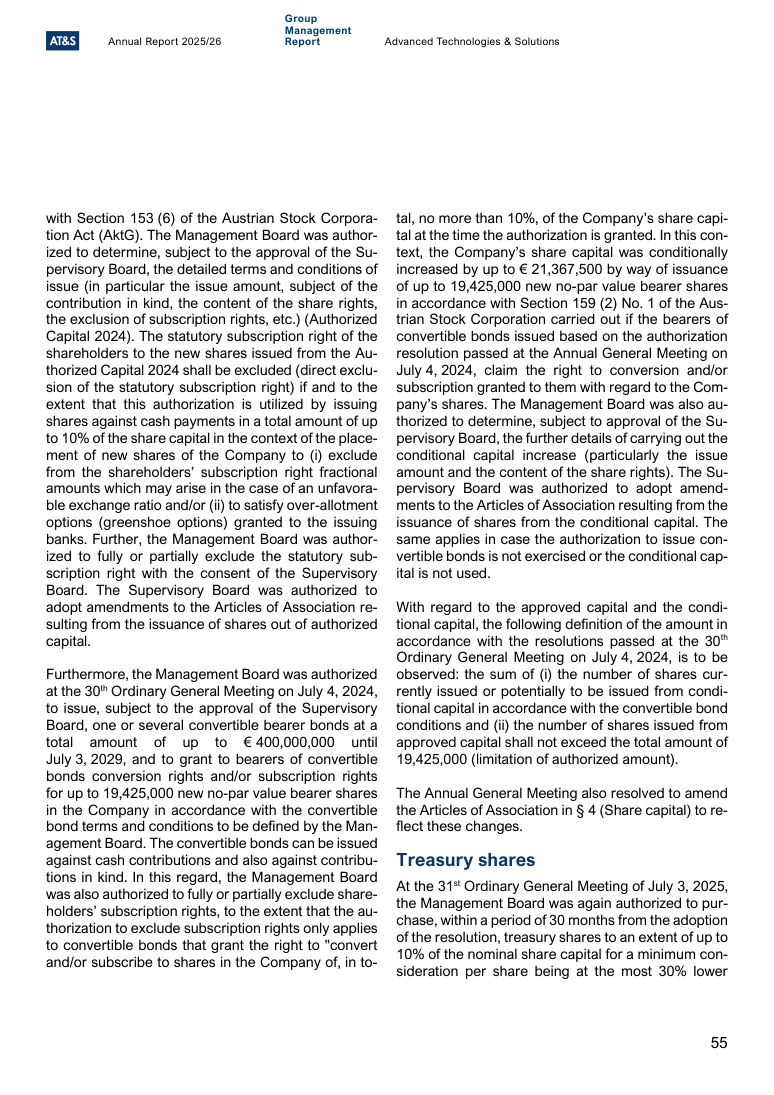 Group
Management
Report
AT&S
Annual Report 2025/26
Advanced Technologies & Solutions
with Section 153 (6) of the Austrian Stock Corpora-
tion Act (AktG). The Management Board was author-
ized to determine, subject to the approval of the Su-
pervisory Board, the detailed terms and conditions of
issue (in particular the issue amount, subject of the
contribution in kind, the content of the share rights,
the exclusion of subscription rights, etc.) (Authorized
Capital 2024). The statutory subscription right of the
shareholders to the new shares issued from the Au-
thorized Capital 2024 shall be excluded (direct exclu-
sion of the statutory subscription right) if and to the
extent that this authorization is utilized by issuing
shares against cash payments in a total amount of up
to 10% of the share capital in the context of the place-
ment of new shares of the Company to (i) exclude
from the shareholders’ subscription right fractional
amounts which may arise in the case of an unfavora-
ble exchange ratio and/or (ii) to satisfy over-allotment
options (greenshoe options) granted to the issuing
banks. Further, the Management Board was author-
ized to fully or partially exclude the statutory sub-
scription right with the consent of the Supervisory
Board. The Supervisory Board was authorized to
adopt amendments to the Articles of Association re-
sulting from the issuance of shares out of authorized
capital.
Furthermore, the Management Board was authorized
at the 30th Ordinary General Meeting on July 4, 2024,
to issue, subject to the approval of the Supervisory
Board, one or several convertible bearer bonds at a
total amount of up to € 400,000,000 until
July 3, 2029, and to grant to bearers of convertible
bonds conversion rights and/or subscription rights
for up to 19,425,000 new no-par value bearer shares
in the Company in accordance with the convertible
bond terms and conditions to be defined by the Man-
agement Board. The convertible bonds can be issued
against cash contributions and also against contribu-
tions in kind. In this regard, the Management Board
was also authorized to fully or partially exclude share-
holders’ subscription rights, to the extent that the au-
thorization to exclude subscription rights only applies
to convertible bonds that grant the right to "convert
and/or subscribe to shares in the Company of, in to-
tal, no more than 10%, of the Company’s share capi-
tal at the time the authorization is granted. In this con-
text, the Company’s share capital was conditionally
increased by up to € 21,367,500 by way of issuance
of up to 19,425,000 new no-par value bearer shares
in accordance with Section 159 (2) No. 1 of the Aus-
trian Stock Corporation carried out if the bearers of
convertible bonds issued based on the authorization
resolution passed at the Annual General Meeting on
July 4, 2024, claim the right to conversion and/or
subscription granted to them with regard to the Com-
pany’s shares. The Management Board was also au-
thorized to determine, subject to approval of the Su-
pervisory Board, the further details of carrying out the
conditional capital increase (particularly the issue
amount and the content of the share rights). The Su-
pervisory Board was authorized to adopt amend-
ments to the Articles of Association resulting from the
issuance of shares from the conditional capital. The
same applies in case the authorization to issue con-
vertible bonds is not exercised or the conditional cap-
ital is not used.
With regard to the approved capital and the condi-
tional capital, the following definition of the amount in
accordance with the resolutions passed at the 30th
Ordinary General Meeting on July 4, 2024, is to be
observed: the sum of (i) the number of shares cur-
rently issued or potentially to be issued from condi-
tional capital in accordance with the convertible bond
conditions and (ii) the number of shares issued from
approved capital shall not exceed the total amount of
19,425,000 (limitation of authorized amount).
The Annual General Meeting also resolved to amend
the Articles of Association in § 4 (Share capital) to re-
flect these changes.
Treasury shares
At the 31st Ordinary General Meeting of July 3, 2025,
the Management Board was again authorized to pur-
chase, within a period of 30 months from the adoption
of the resolution, treasury shares to an extent of up to
10% of the nominal share capital for a minimum con-
sideration per share being at the most 30% lower
55